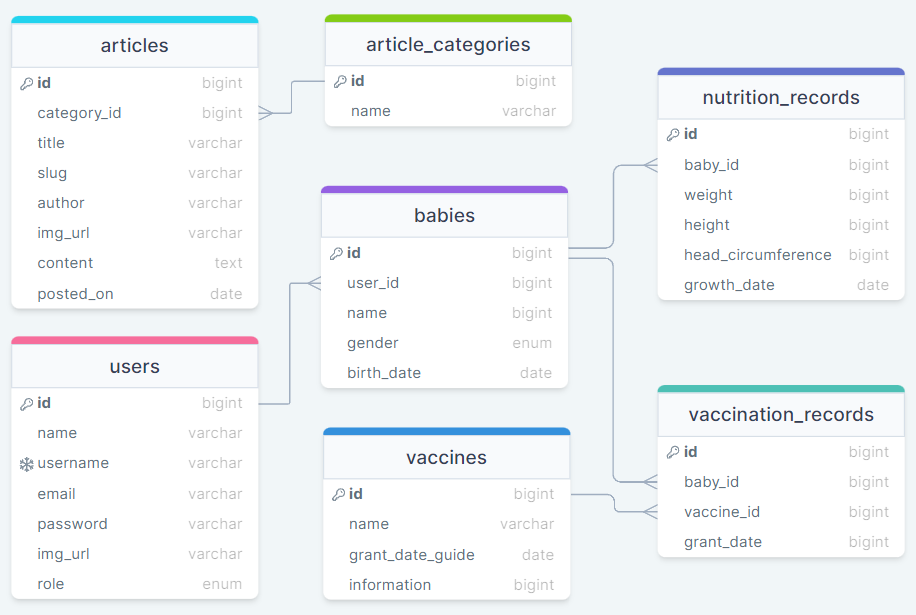 articles
id bigint
category_id bigint
title varchar
slug varchar
author varchar
img_url varchar
content text
posted_on date
article_categories
id bigint
name varchar
nutrition_records
id bigint
baby_id bigint
weight bigint
height bigint
head_circumference bigint
growth_date date
babies
id bigint
user_id bigint
name bigint
gender enum
birth_date date
users
id bigint
name varchar
username varchar
email varchar
password varchar
img_url varchar
role enum
vaccines
id bigint
name varchar
grant_date_guide date
information bigint
vaccination_records
id bigint
baby_id bigint
vaccine_id bigint
grant_date bigint